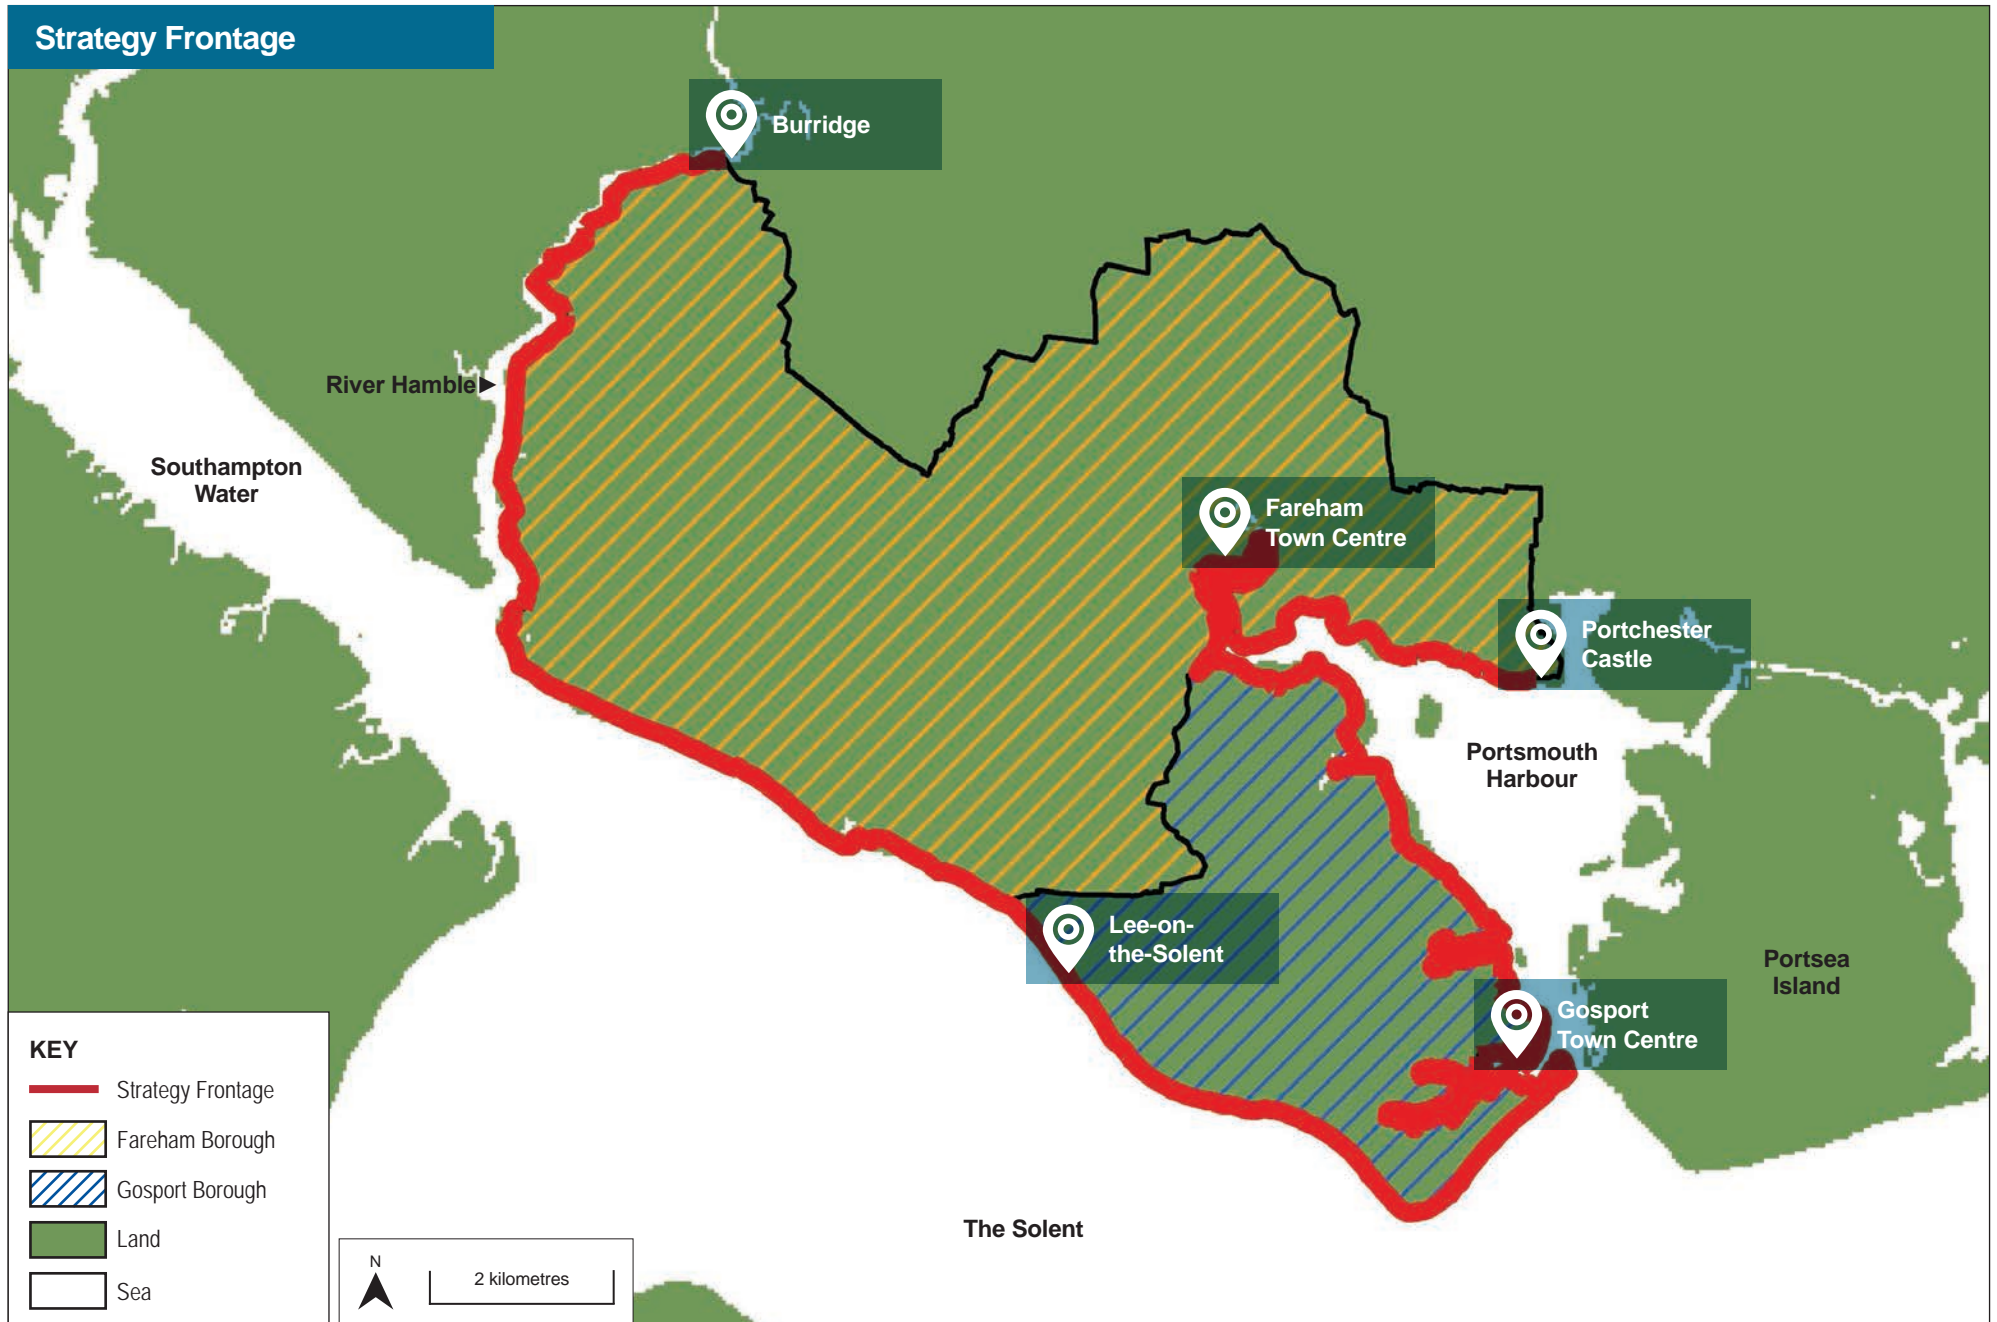 Strategy Frontage
Burridge
River Hamble
Southampton
Water
Fareham
Town Centre
Portchester
Castle
Portsmouth
Harbour
Lee-on-
the-Solent
Portsea
Island
Gosport
Town Centre
The Solent
KEY
Strategy Frontage
Fareham Borough
Gosport Borough
Land
Sea
N
2 kilometres